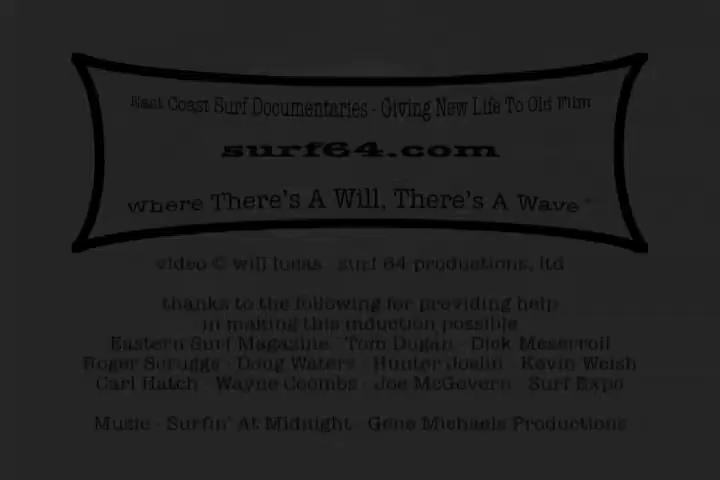 East Coast Surf Documentaries - Giving New Life To Old Film
surf64.com
Where There's A Will, There's A Wave
video © will lucas - surf 64 productions, ltd
thanks to the following for providing help
in making this induction possible
Eastern Surf Magazine - Tom Dugan - Dick Meseroll
Roger Scruggs - Doug Waters - Hunter Joslin - Kevin Welsh
Carl Hatch - Wayne Coombs - Joe McGovern - Surf Expo
Music - Surfin' At Midnight - Gene Michaels Productions